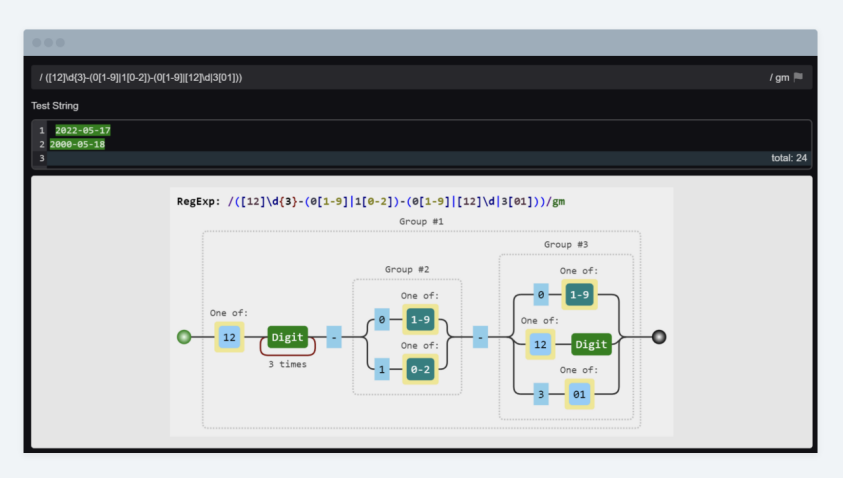 / ([12]\d{3}-(0[1-9]|1[0-2])-(0[1-9]|[12]\d|3[01])) / gm
Test String
1 2022-05-17
2 2000-05-18
3 total: 24
RegExp: /([12]\d{3}-(0[1-9]|1[0-2])-(0[1-9]|[12]\d|3[01]))/gm
Group #1
Group #3
Group #2
One of:
One of:
0 1-9
One of:
One of:
0 1-9
12 Digit - - 12 Digit
3 times
One of:
One of:
1 0-2
3 01